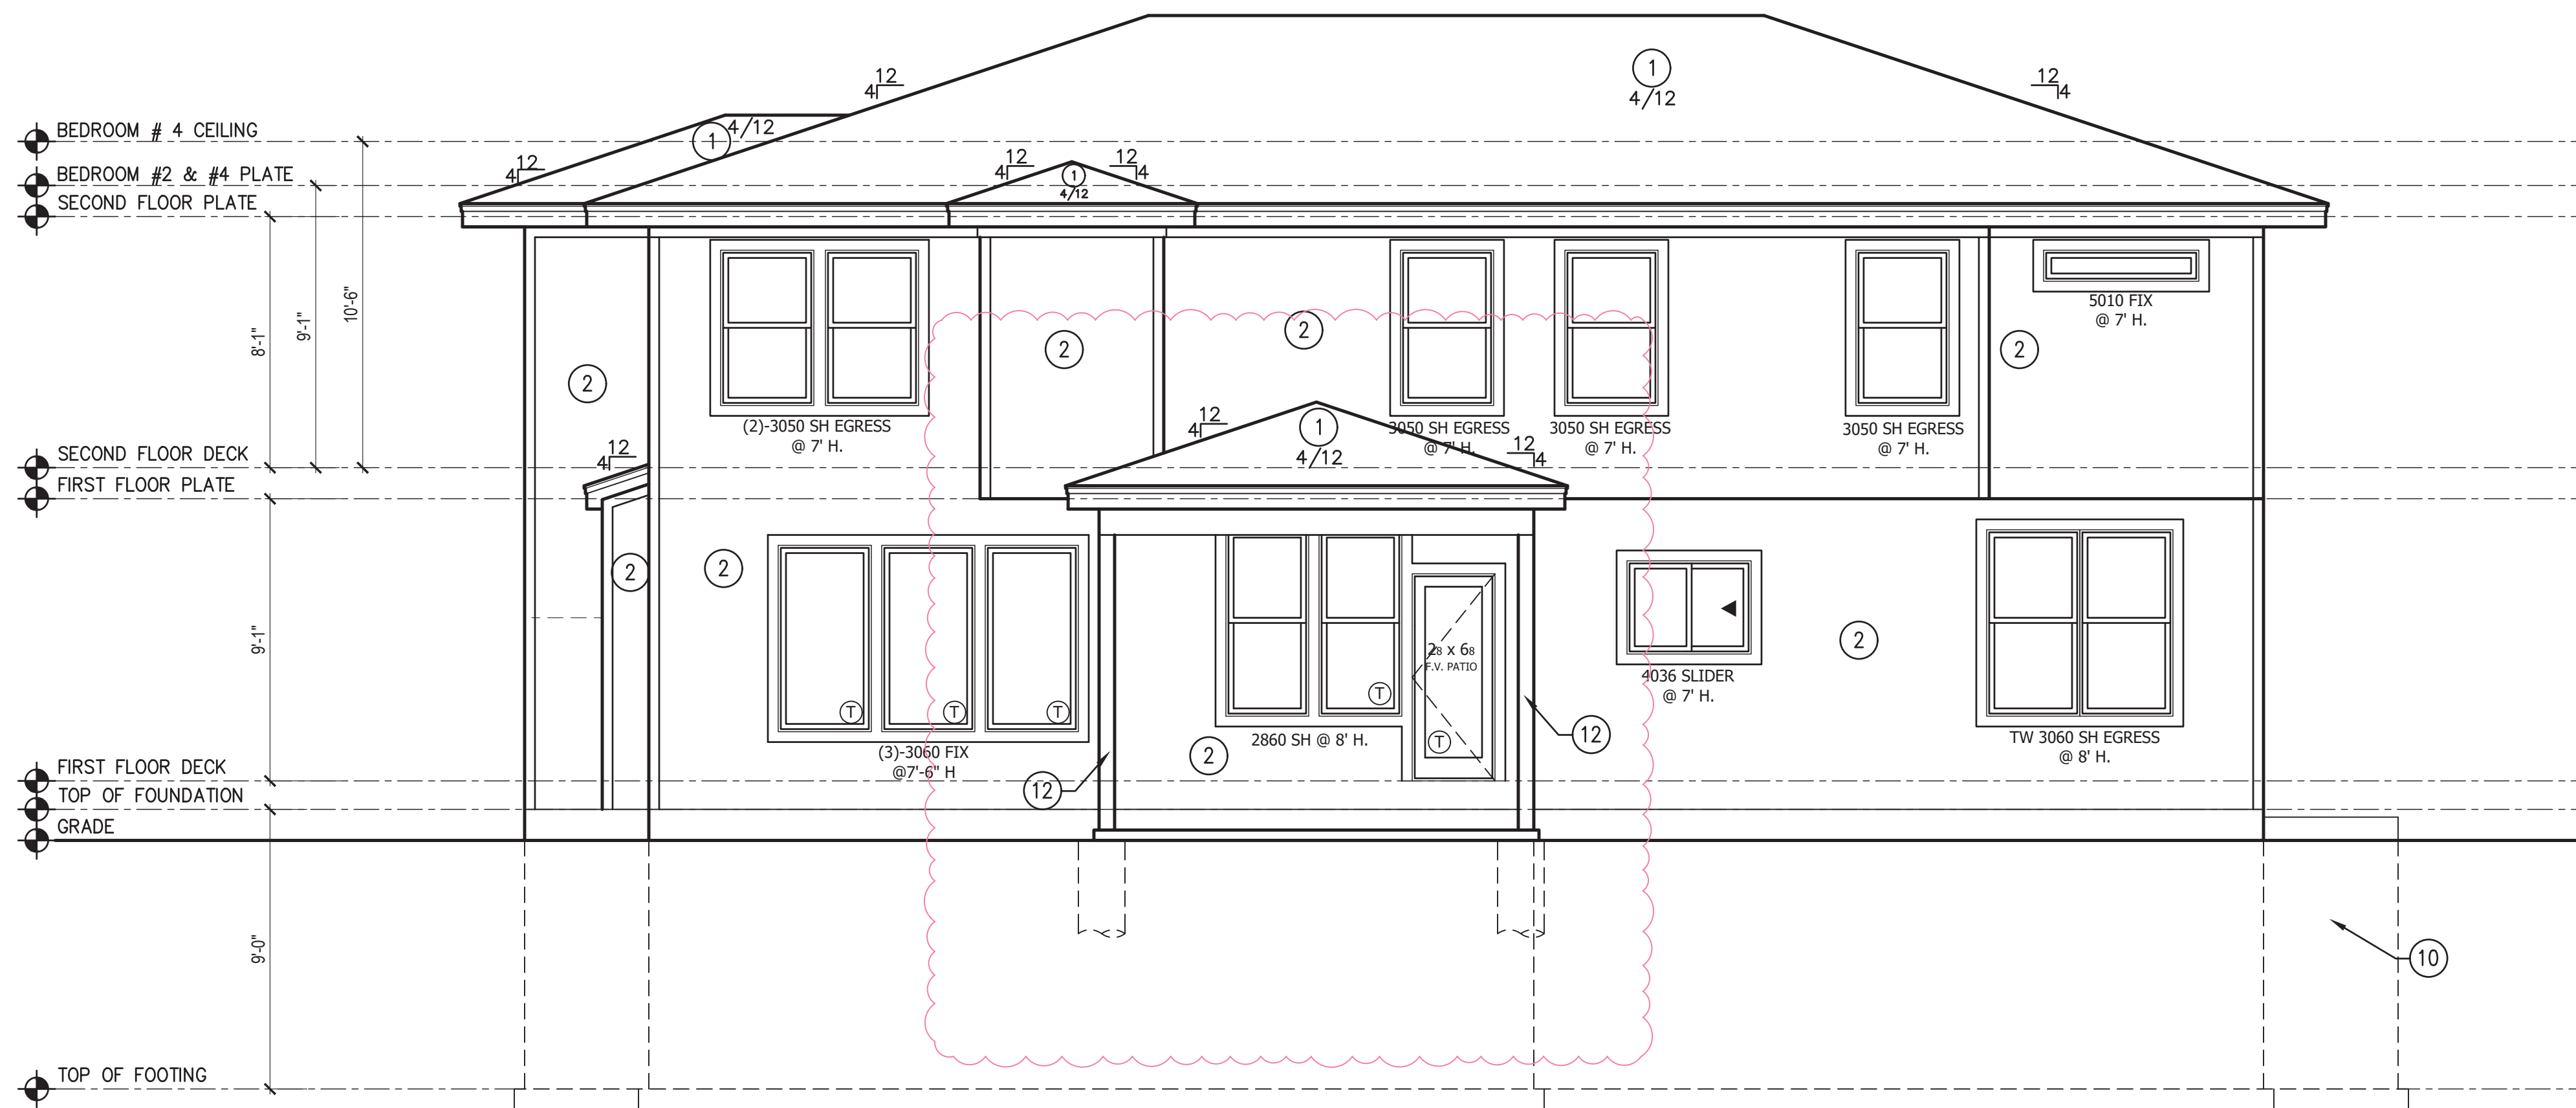 12
4
1
4/12
12
4
BEDROOM # 4 CEILING
1
4/12
BEDROOM #2 & #4 PLATE
12
4
12
4
1
4/12
12
4
SECOND FLOOR PLATE
8'-1"
9'-1"
10'-6"
2
2
2
2
5010 FIX
@ 7' H.
(2)-3050 SH EGRESS
@ 7' H.
12
4
1
4/12
12
4
3050 SH EGRESS
@ 7' H.
3050 SH EGRESS
@ 7' H.
3050 SH EGRESS
@ 7' H.
SECOND FLOOR DECK
12
4
FIRST FLOOR PLATE
9'-1"
2
2
2
28 x 68
F.V. PATIO
4036 SLIDER
@ 7' H.
T
T
T
T
T
(3)-3060 FIX
@7'-6" H
2860 SH @ 8' H.
2
12
12
TW 3060 SH EGRESS
@ 8' H.
FIRST FLOOR DECK
TOP OF FOUNDATION
GRADE
9'-0"
10
TOP OF FOOTING